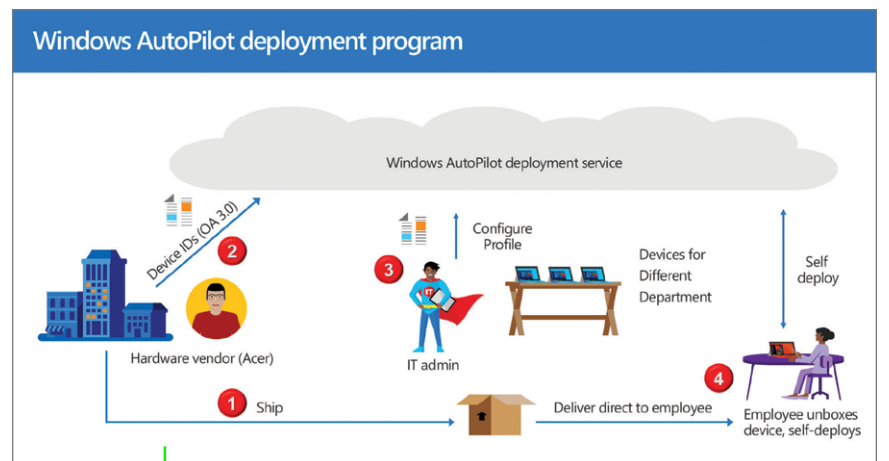 Windows AutoPilot deployment program
Windows AutoPilot deployment service
Device IDs (OA 3.0)
2
Hardware vendor (Acer)
3
Configure
Profile
IT
IT admin
Devices for
Different
Department
Self
deploy
1
Ship
Deliver direct to employee
4
Employee unboxes
device, self-deploys